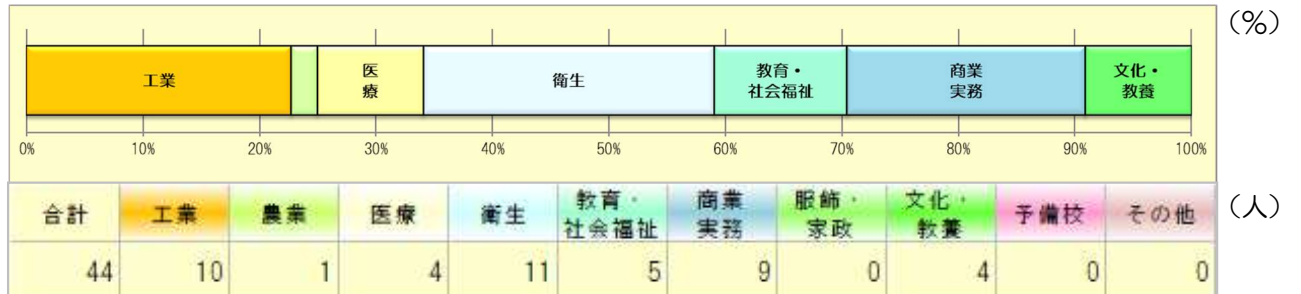 (%)
工業
医
療
衛生
教育・
社会福祉
商業
実務
文化・
教養
0% 10% 20% 30% 40% 50% 60% 70% 80% 90% 100%
合計 工業 農業 医療 衛生 教育・ 社会福祉 商業 実務 服飾・ 家政 文化・ 教養 予備校 その他 (人)
44 10 1 4 11 5 9 0 4 0 0